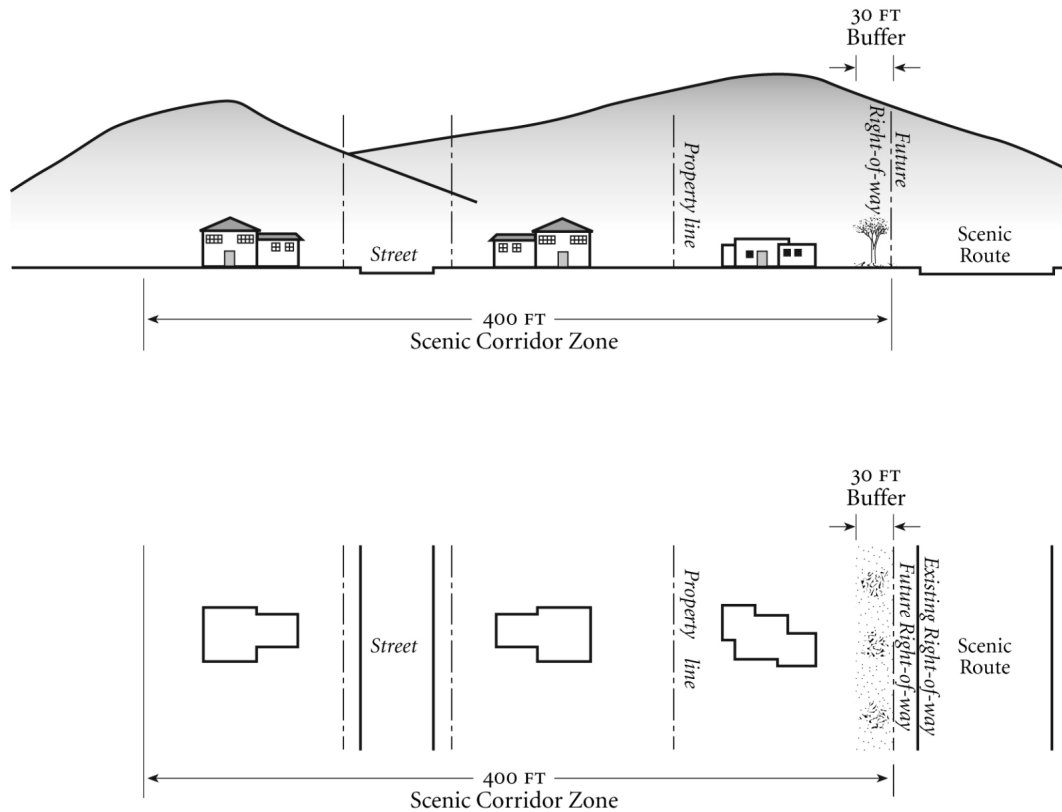 30 FT
Buffer
Future
Right-of-way
Property line
Street
Scenic
Route
400 FT
Scenic Corridor Zone
30 FT
Buffer
Existing Right-of-way
Future Right-of-way
Property line
Street
Scenic
Route
400 FT
Scenic Corridor Zone